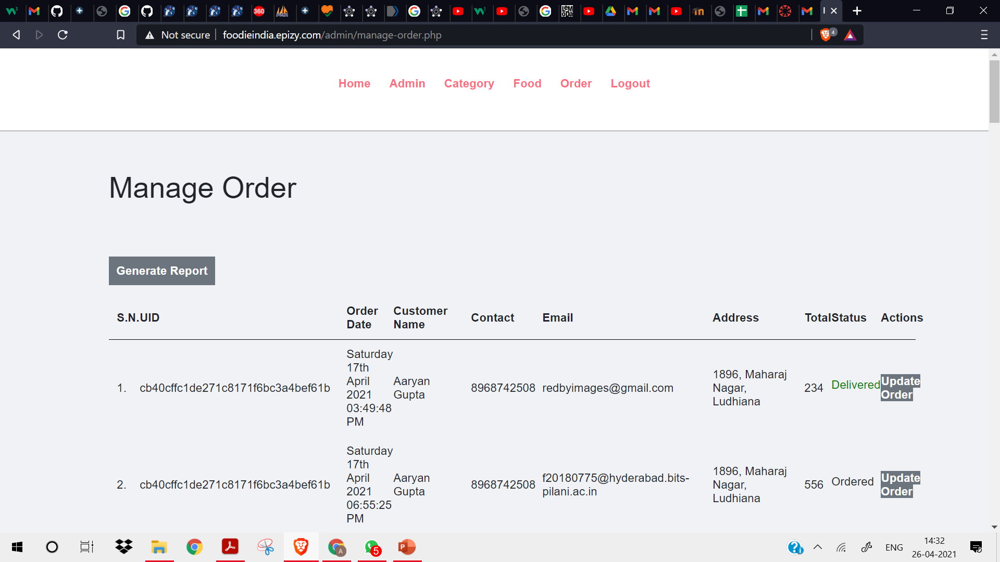 Not secure foodieindia.epizy.com/admin/manage-order.php
4
360
Home Admin Category Food Order Logout
Manage Order
Generate Report
S.N. UID Order Date Customer Name Contact Email Address Total Status Actions
1. cb40cffc1de271c8171f6bc3a4bef61b Saturday 17th April 2021 03:49:48 PM Aaryan Gupta 8968742508 redbyimages@gmail.com 1896, Maharaj Nagar, Ludhiana 234 Delivered Update Order
2. cb40cffc1de271c8171f6bc3a4bef61b Saturday 17th April 2021 06:55:25 PM Aaryan Gupta 8968742508 f20180775@hyderabad.bits-pilani.ac.in 1896, Maharaj Nagar, Ludhiana 556 Ordered Update Order
A
5
ENG
14:32
26-04-2021